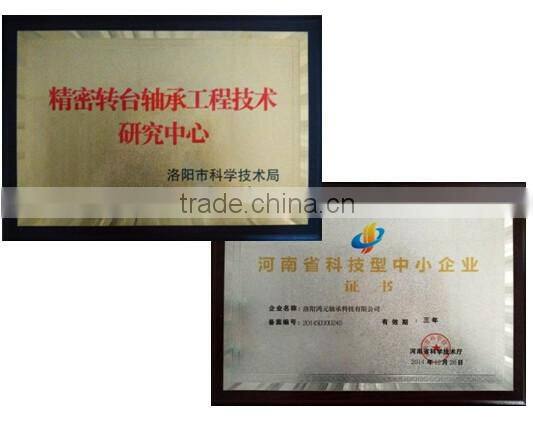 精密转台轴承工程技术
研究中心
洛阳市科学技术局
trade.china.cn
河南省科技型中小企业
证 书
企业名称：洛阳鸿元轴承科技有限公司
备案编号：
有 效 期 ：三年
河南省科学技术厅